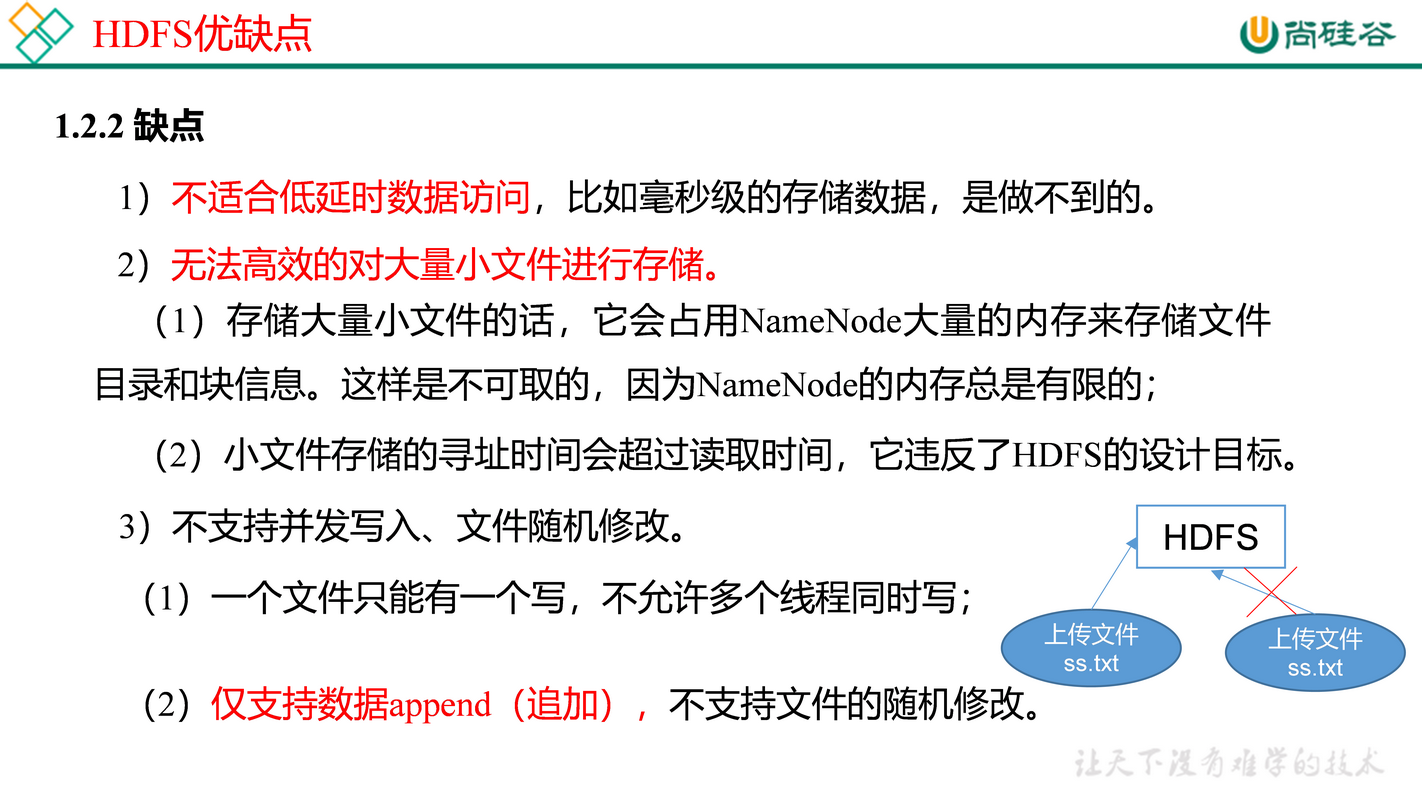 HDFS优缺点
尚硅谷
1.2.2 缺点
1）不适合低延时数据访问，比如毫秒级的存储数据，是做不到的。
2）无法高效的对大量小文件进行存储。
（1）存储大量小文件的话，它会占用NameNode大量的内存来存储文件
目录和块信息。这样是不可取的，因为NameNode的内存总是有限的；
（2）小文件存储的寻址时间会超过读取时间，它违反了HDFS的设计目标。
3）不支持并发写入、文件随机修改。
HDFS
（1）一个文件只能有一个写，不允许多个线程同时写；
上传文件
ss.txt
上传文件
ss.txt
（2）仅支持数据append（追加），不支持文件的随机修改。
让天下没有难学的技术